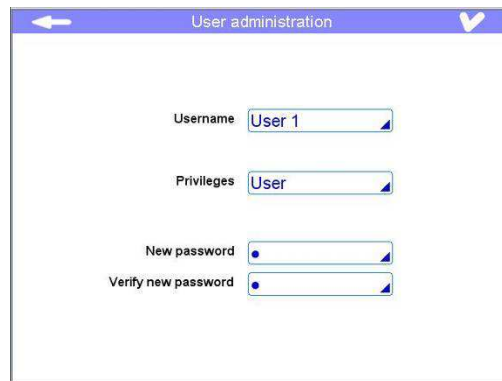 User administration
Username User 1
Privileges User
New password ●
Verify new password ●